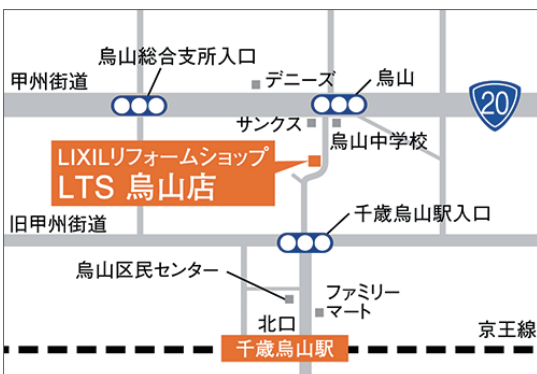 烏山総合支所入口
甲州街道
デニーズ
烏山
20
サンクス
烏山中学校
LIXILリフォームショップ
LTS 烏山店
千歳烏山駅入口
旧甲州街道
烏山区民センター
ファミリー
マート
北口
京王線
千歳烏山駅